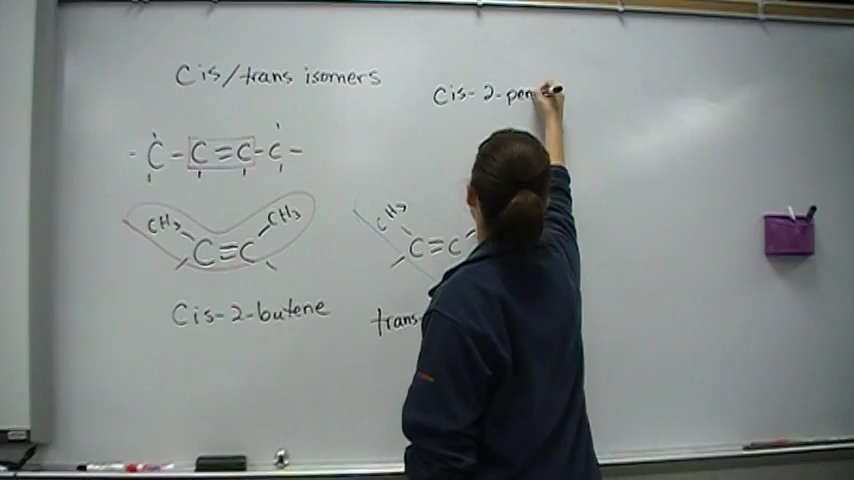 Cis/trans isomers
Cis-2-pen
- C - C = C - C -
CH3 CH3
C = C
CH3
C = C
Cis-2-butene
trans-